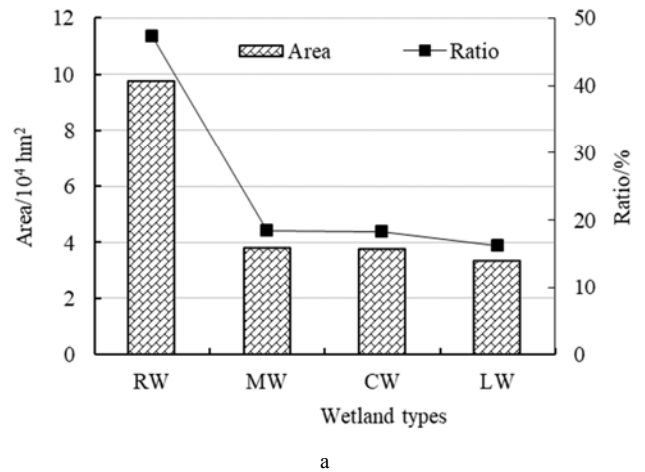 12
10
8
6
4
2
0
Area/10⁴ hm²
Area
Ratio
50
40
30
20
10
0
Ratio/%
RW MW CW LW
Wetland types
a